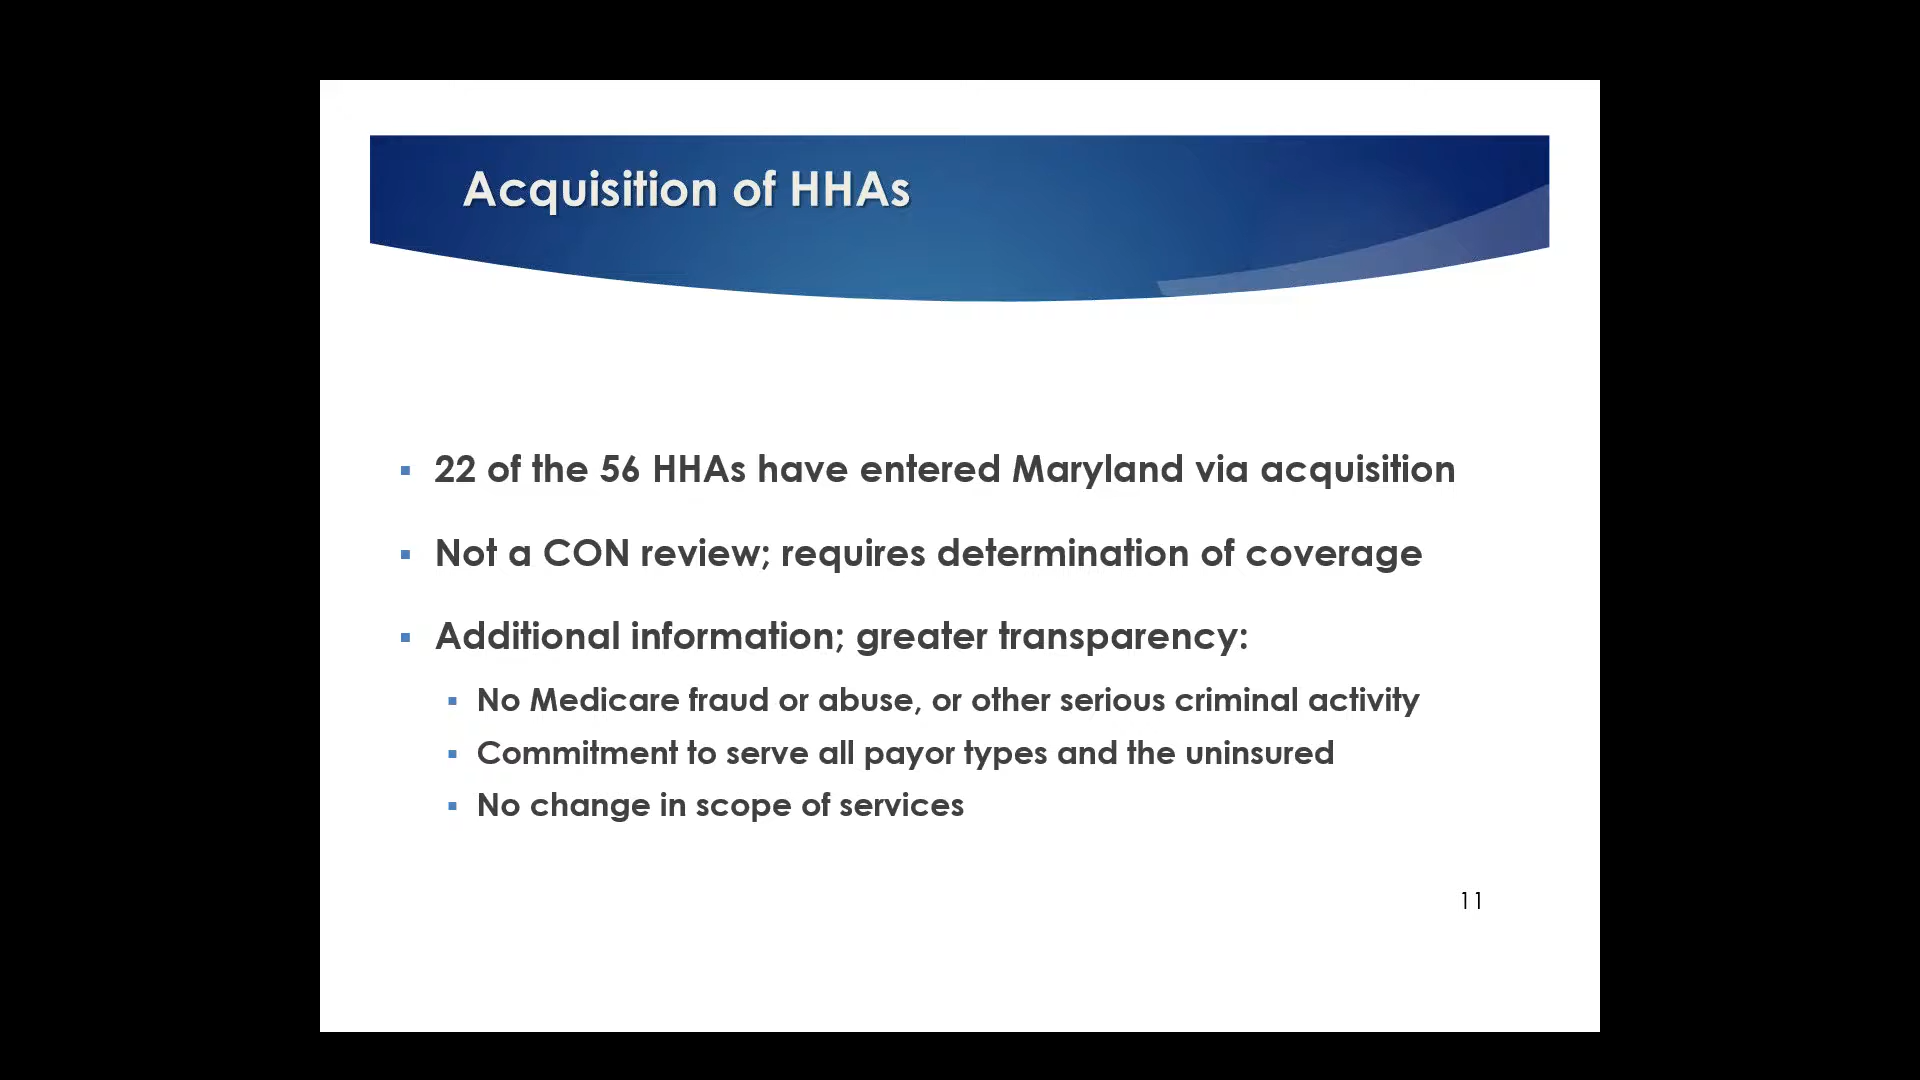 Acquisition of HHAs
▪ 22 of the 56 HHAs have entered Maryland via acquisition
▪ Not a CON review; requires determination of coverage
▪ Additional information; greater transparency:
▪ No Medicare fraud or abuse, or other serious criminal activity
▪ Commitment to serve all payor types and the uninsured
▪ No change in scope of services
11